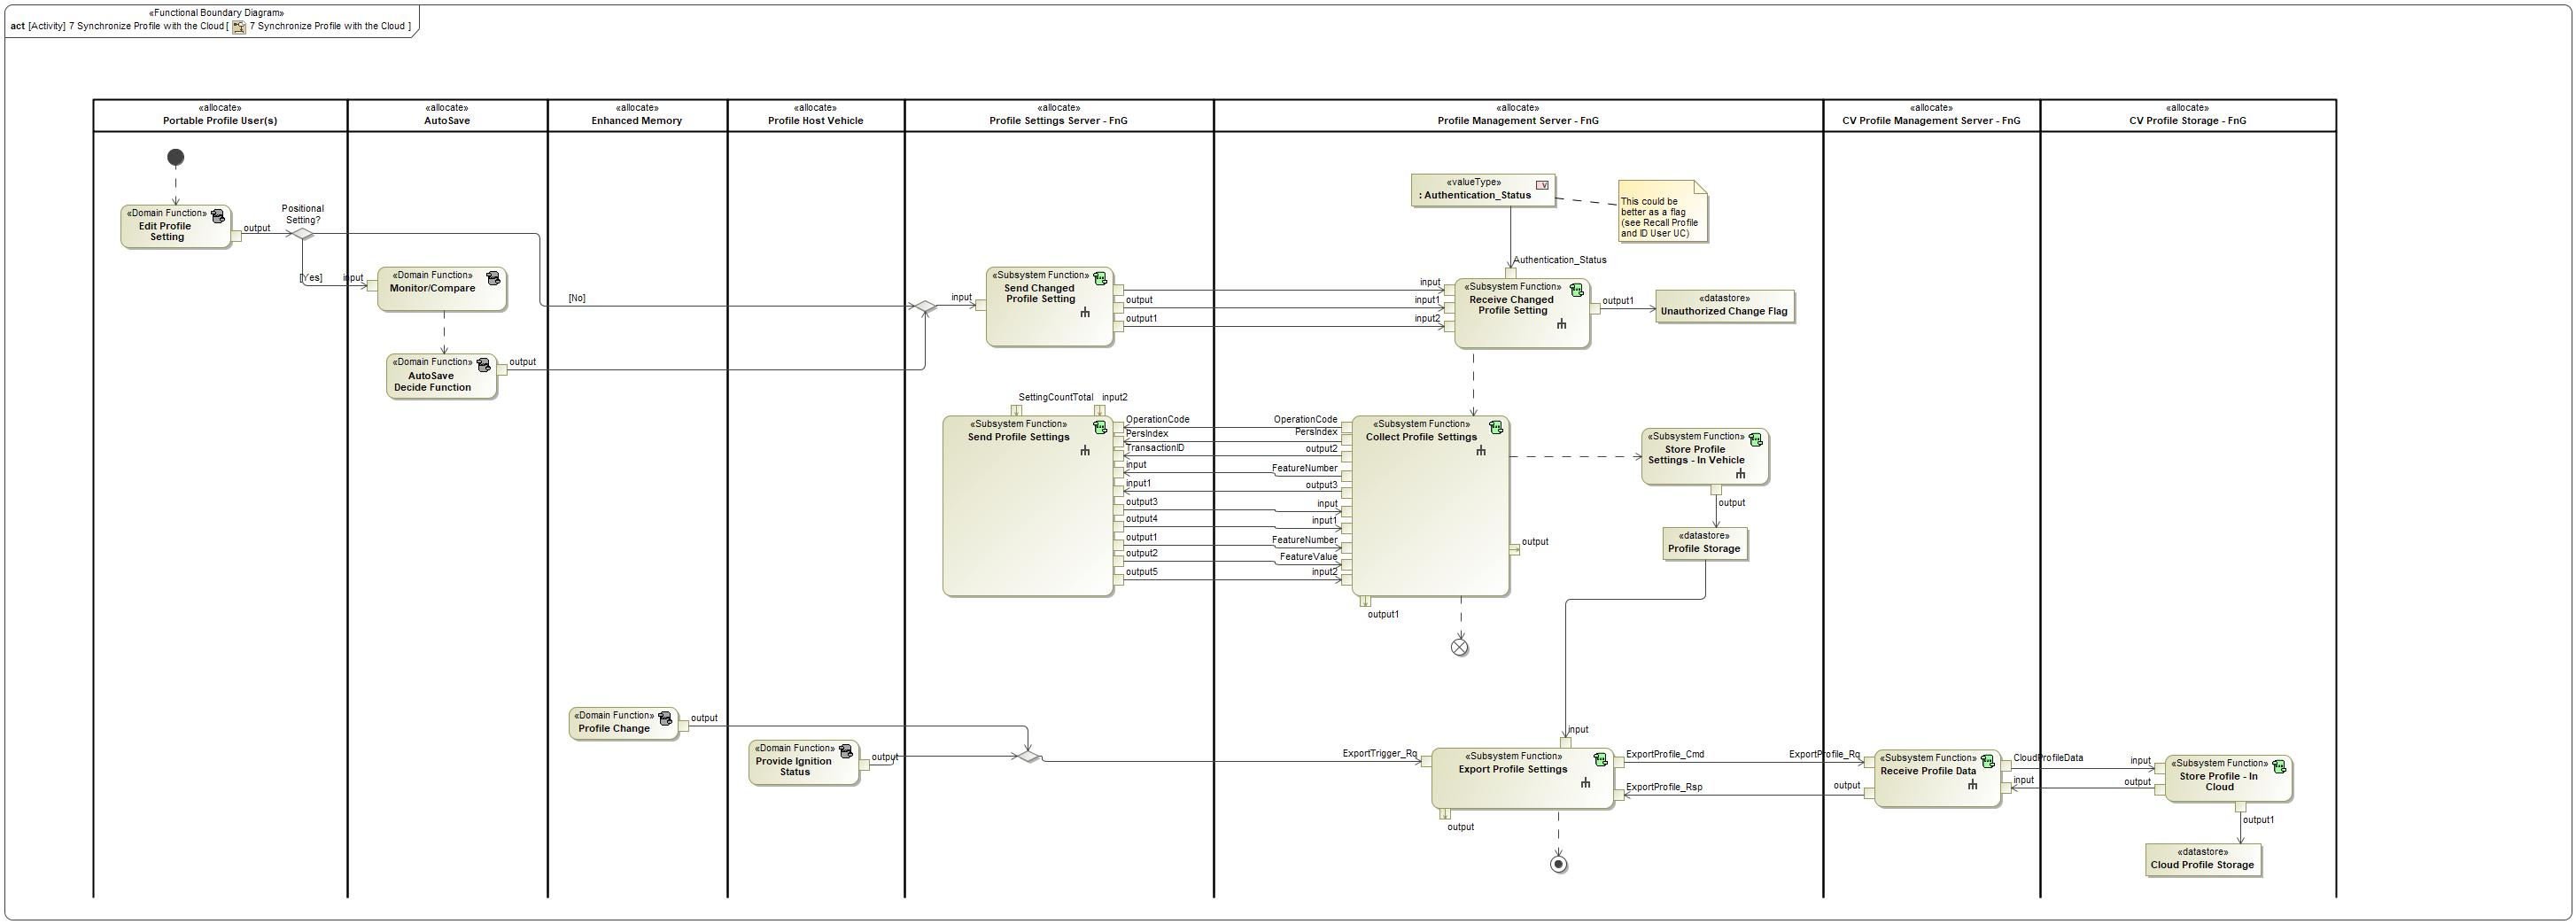 «Functional Boundary Diagram»
act [Activity] 7 Synchronize Profile with the Cloud [ 7 Synchronize Profile with the Cloud ]
«allocate»
Portable Profile User(s)
«allocate»
AutoSave
«allocate»
Enhanced Memory
«allocate»
Profile Host Vehicle
«allocate»
Profile Settings Server - FnG
«allocate»
Profile Management Server - FnG
«allocate»
CV Profile Management Server - FnG
«allocate»
CV Profile Storage - FnG
«Domain Function»
Edit Profile
Setting
output
Positional
Setting?
[Yes]
input
«Domain Function»
Monitor/Compare
«Domain Function»
AutoSave
Decide Function
output
[No]
input
«Subsystem Function»
Send Changed
Profile Setting
output
output1
«valueType»
: Authentication_Status
V
This could be
better as a flag
(see Recall Profile
and ID User UC)
Authentication_Status
input
input1
input2
«Subsystem Function»
Receive Changed
Profile Setting
output1
«datastore»
Unauthorized Change Flag
SettingCountTotal
input2
«Subsystem Function»
Send Profile Settings
OperationCode
PersIndex
TransactionID
input
input1
output3
output4
output1
output2
output5
OperationCode
PersIndex
output2
FeatureNumber
output3
input
input1
FeatureNumber
FeatureValue
input2
«Subsystem Function»
Collect Profile Settings
output
output1
«Subsystem Function»
Store Profile
Settings - In Vehicle
output
«datastore»
Profile Storage
«Domain Function»
Profile Change
output
«Domain Function»
Provide Ignition
Status
output
ExportTrigger_Rq
input
«Subsystem Function»
Export Profile Settings
output
ExportProfile_Cmd
ExportProfile_Rsp
ExportProfile_Rq
output
«Subsystem Function»
Receive Profile Data
CloudProfileData
input
input
output
«Subsystem Function»
Store Profile - In
Cloud
output1
«datastore»
Cloud Profile Storage